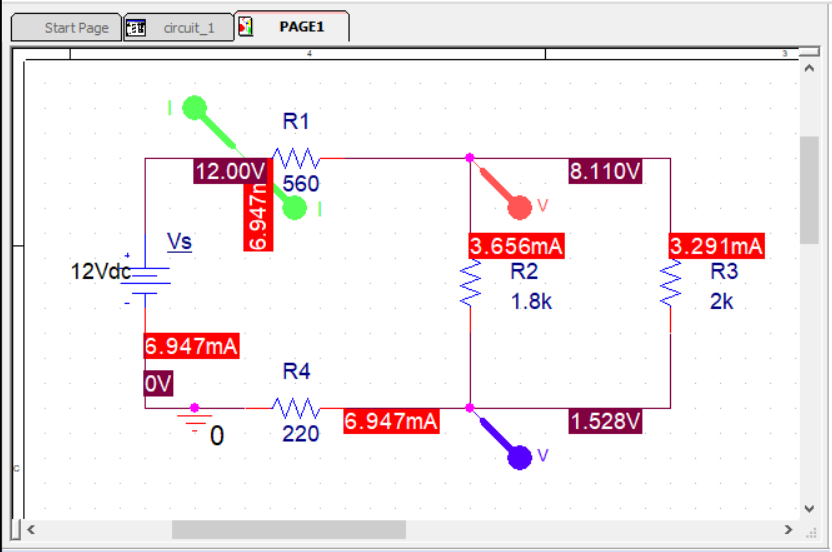 Start Page circuit_1 PAGE1
4 3
I
R1
12.00V 8.110V
560
6.947m
I V
Vs 3.656mA 3.291mA
12Vdc R2 R3
1.8k 2k
6.947mA
R4
0V
6.947mA 1.528V
0 220
V
C